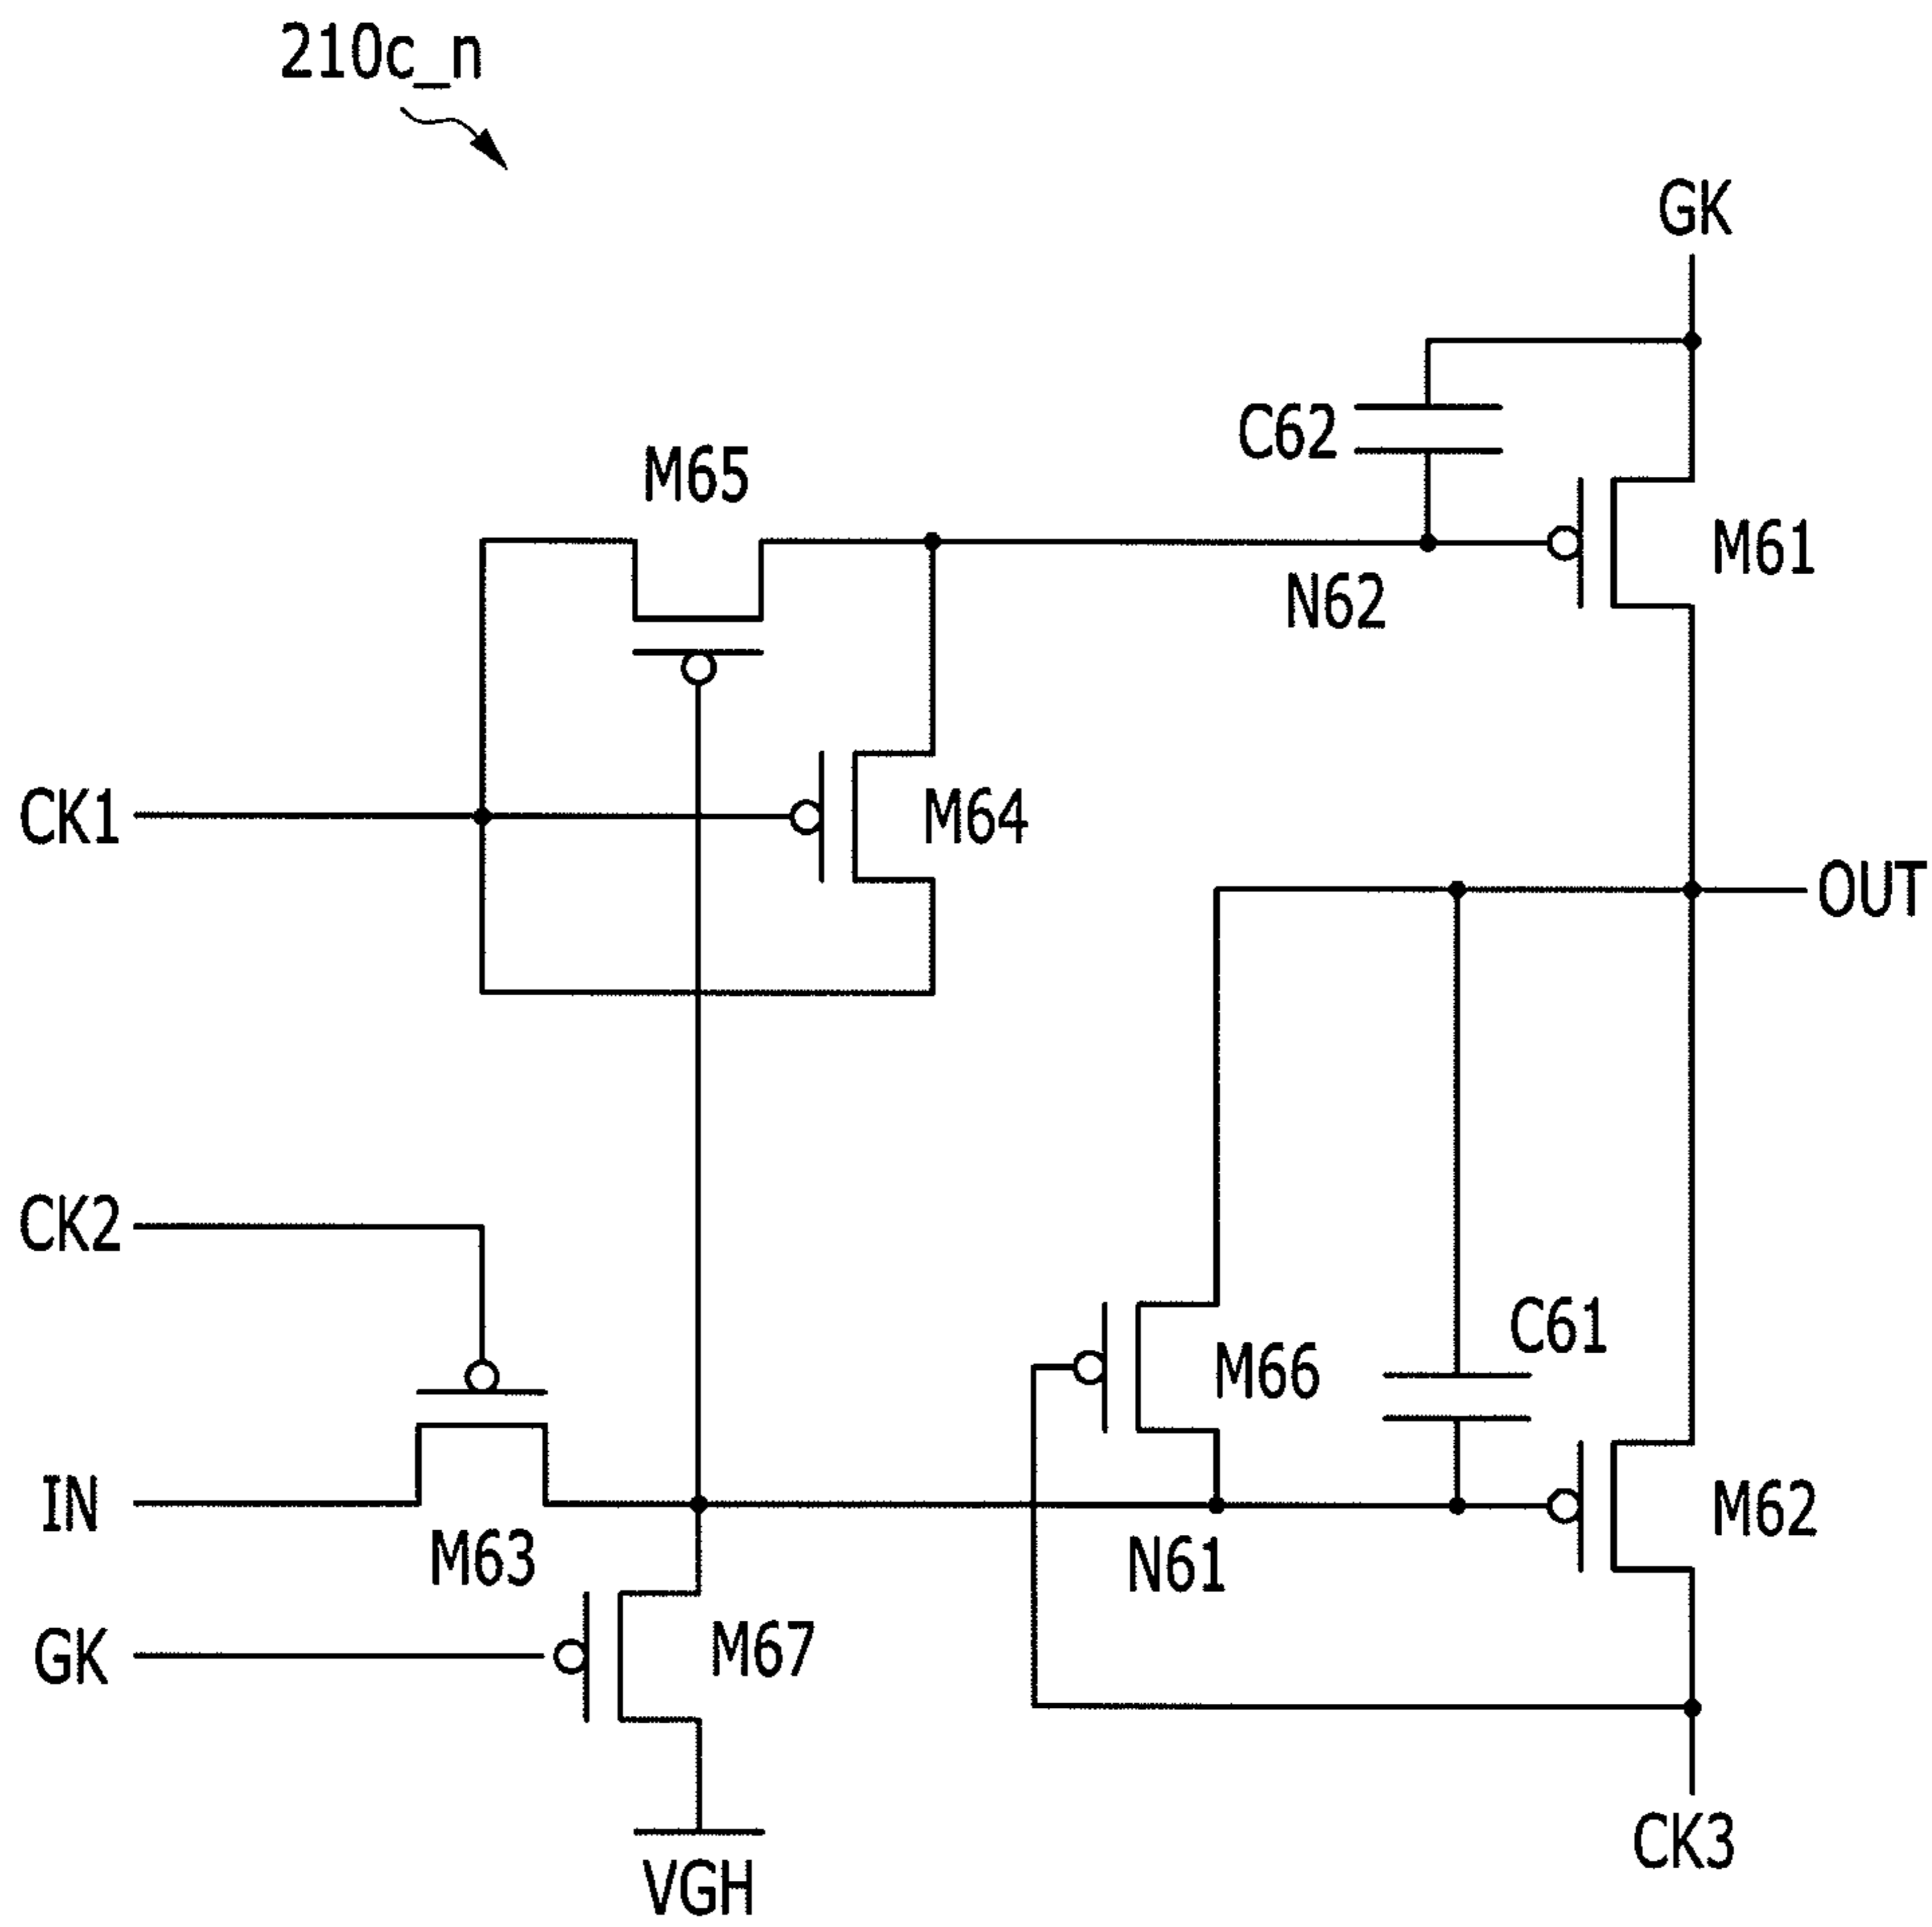 210c_n
GK
C62
M65
M61
N62
CK1
M64
OUT
CK2
C61
M66
IN
M62
M63
N61
GK
M67
CK3
VGH